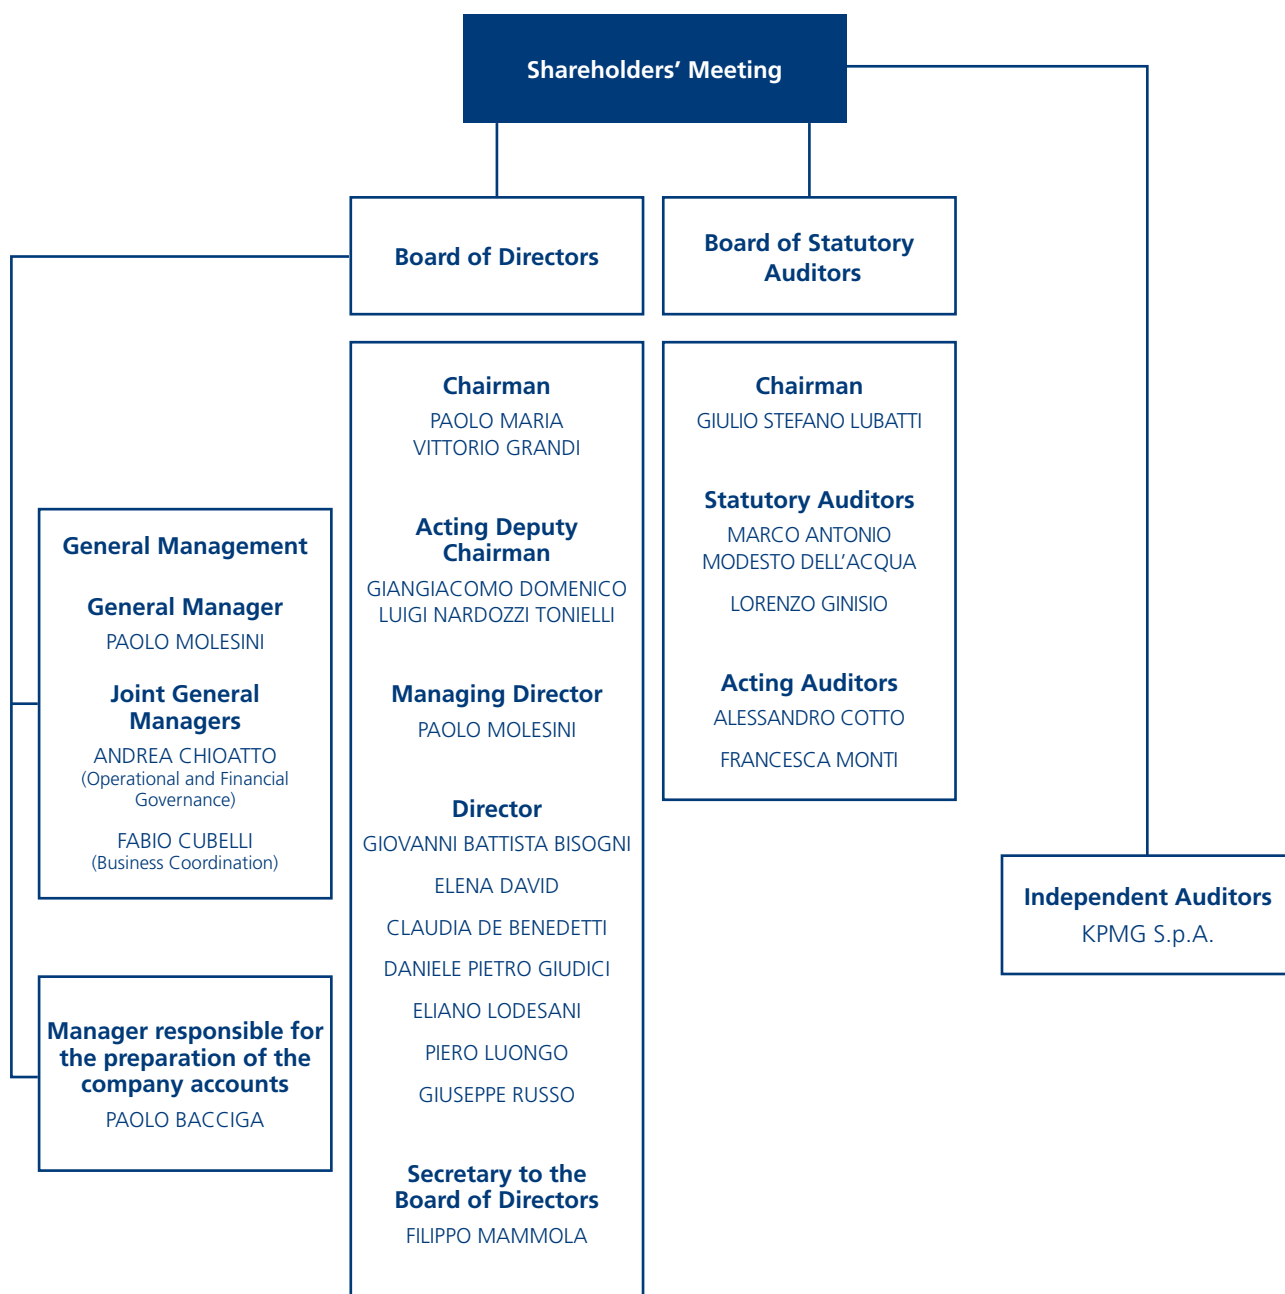 Shareholders’ Meeting
Board of Directors
Board of Statutory
Auditors
Chairman
PAOLO MARIA
VITTORIO GRANDI
Acting Deputy
Chairman
GIANGIACOMO DOMENICO
LUIGI NARDOZZI TONIELLI
Managing Director
PAOLO MOLESINI
Director
GIOVANNI BATTISTA BISOGNI
ELENA DAVID
CLAUDIA DE BENEDETTI
DANIELE PIETRO GIUDICI
ELIANO LODESANI
PIERO LUONGO
GIUSEPPE RUSSO
Secretary to the
Board of Directors
FILIPPO MAMMOLA
Chairman
GIULIO STEFANO LUBATTI
Statutory Auditors
MARCO ANTONIO
MODESTO DELL’ACQUA
LORENZO GINISIO
Acting Auditors
ALESSANDRO COTTO
FRANCESCA MONTI
General Management
General Manager
PAOLO MOLESINI
Joint General
Managers
ANDREA CHIOATTO
(Operational and Financial
Governance)
FABIO CUBELLI
(Business Coordination)
Manager responsible for
the preparation of the
company accounts
PAOLO BACCIGA
Independent Auditors
KPMG S.p.A.